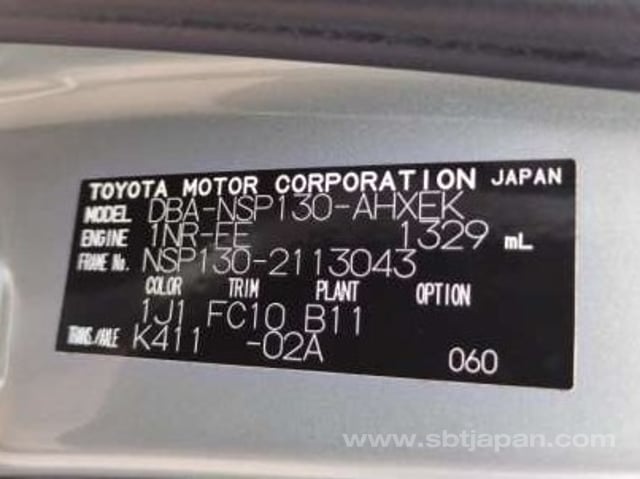 TOYOTA MOTOR CORPORATION JAPAN
MODEL DBA-NSP130-AHXEK
ENGINE 1NR-EE 1329 mL
FRAME No. NSP130-2113043
COLOR TRIM PLANT OPTION
1J1 FC10 B11
TRANS./AXLE K411 -02A
060
www.sbtjapan.com